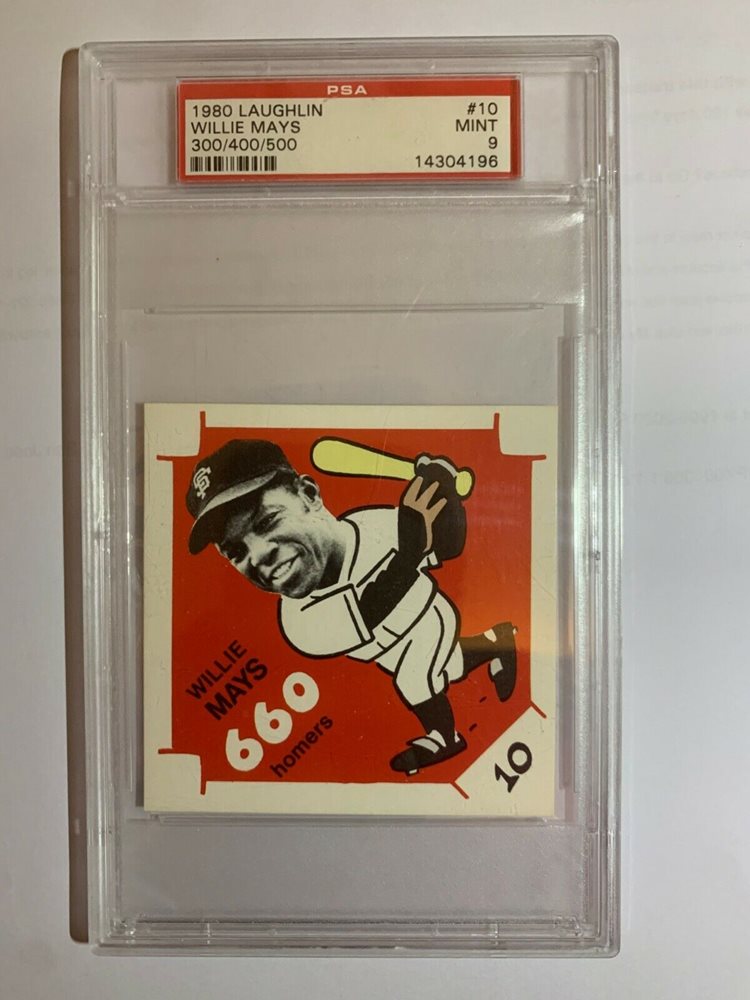 PSA
1980 LAUGHLIN #10
WILLIE MAYS MINT
300/400/500 9
14304196
SF
WILLIE
MAYS
660
homers
10